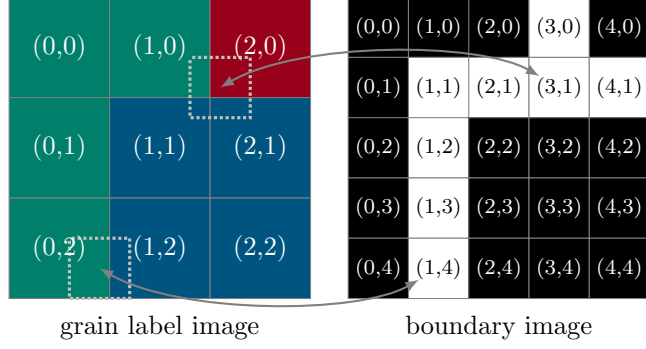 (0,0) (1,0) (2,0)
(0,1) (1,1) (2,1)
(0,2) (1,2) (2,2)
grain label image
(0,0) (1,0) (2,0) (3,0) (4,0)
(0,1) (1,1) (2,1) (3,1) (4,1)
(0,2) (1,2) (2,2) (3,2) (4,2)
(0,3) (1,3) (2,3) (3,3) (4,3)
(0,4) (1,4) (2,4) (3,4) (4,4)
boundary image